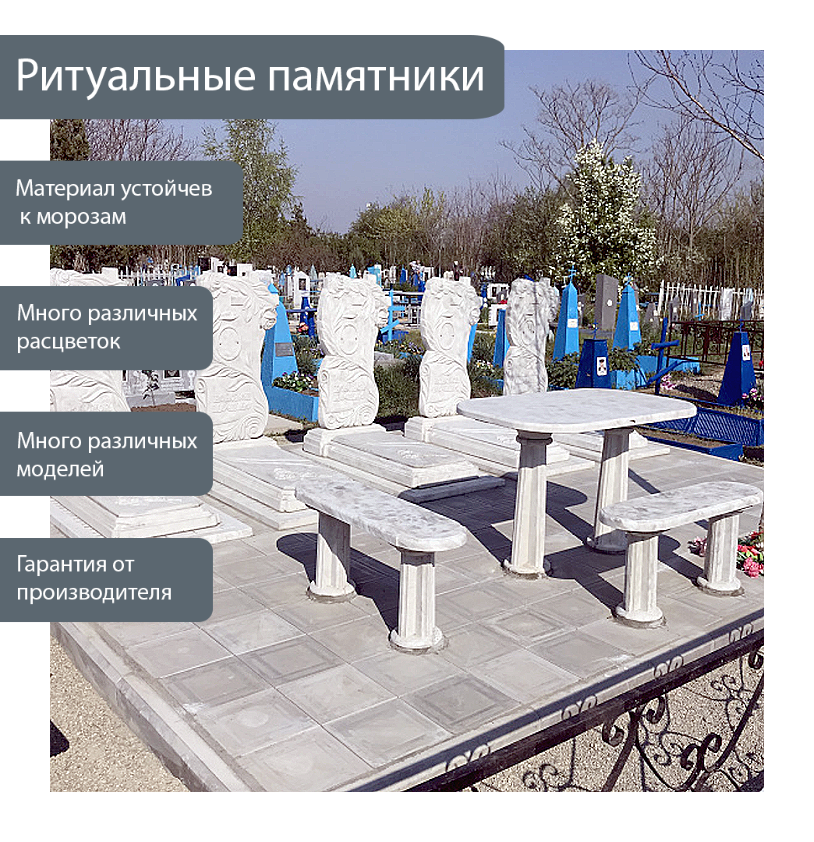 Ритуальные памятники
Материал устойчев
к морозам
Много различных
расцветок
Много различных
моделей
Гарантия от
производителя